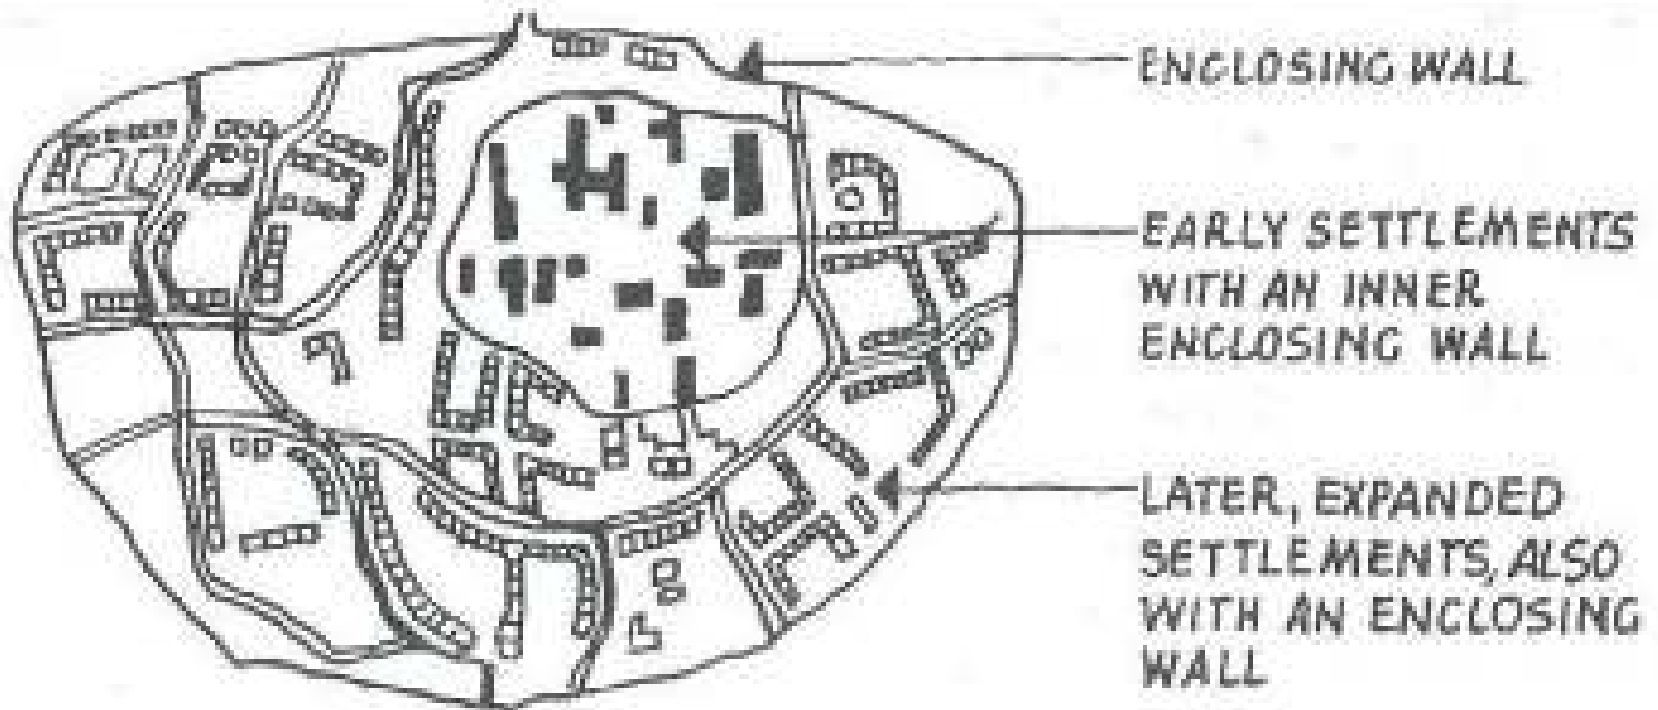 ENCLOSING WALL
EARLY SETTLEMENTS
WITH AN INNER
ENCLOSING WALL
LATER, EXPANDED
SETTLEMENTS, ALSO
WITH AN ENCLOSING
WALL